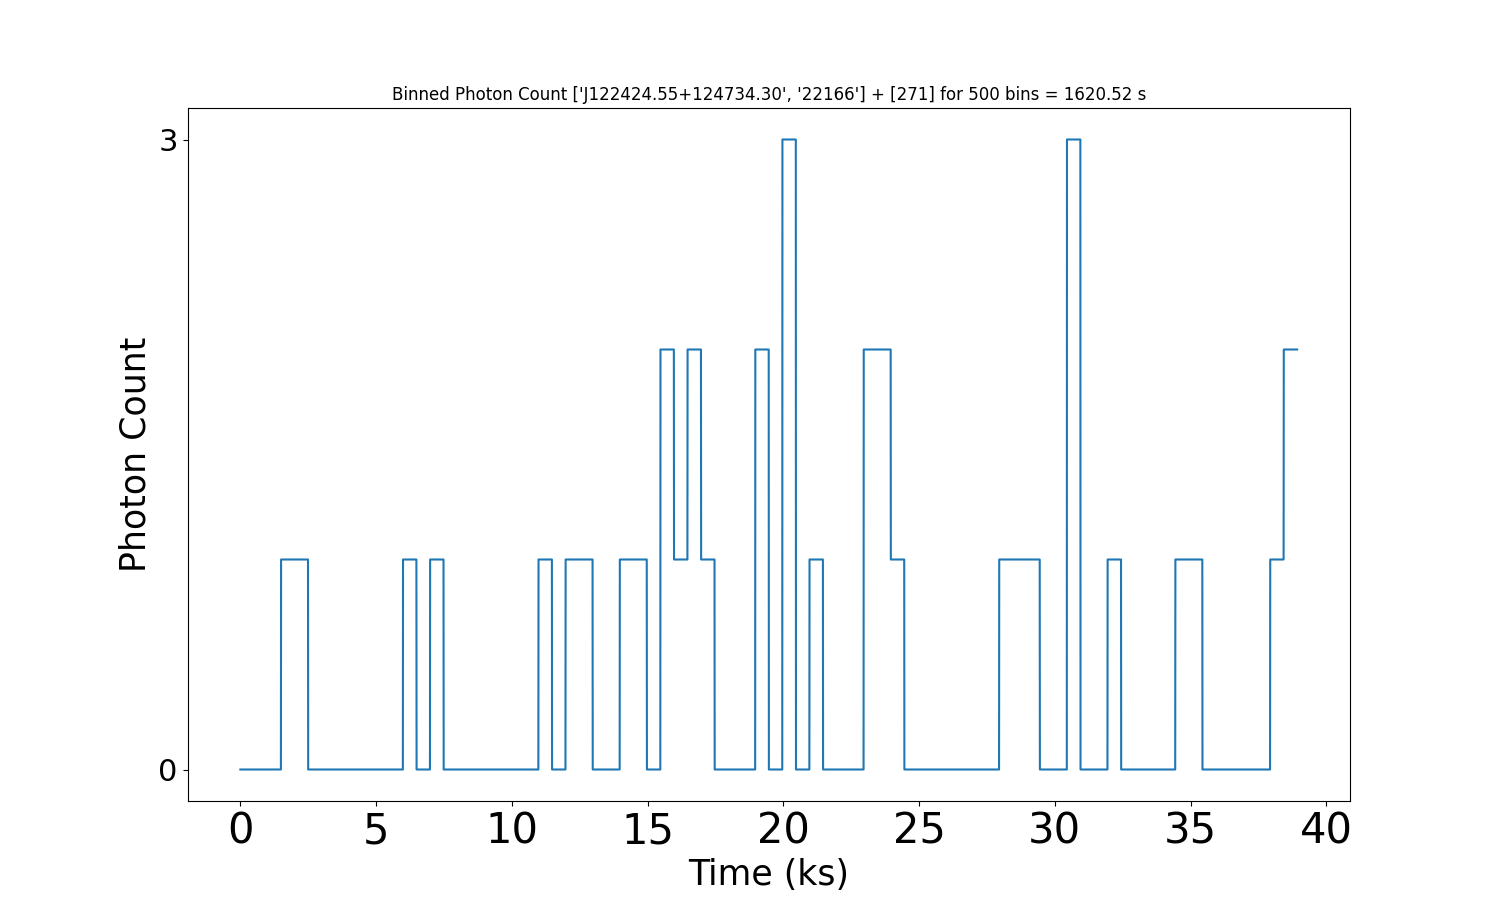 Binned Photon Count ['J122424.55+124734.30', '22166'] + [271] for 500 bins = 1620.52 s
3
Photon Count
0
0 5 10 15 20 25 30 35 40
Time (ks)